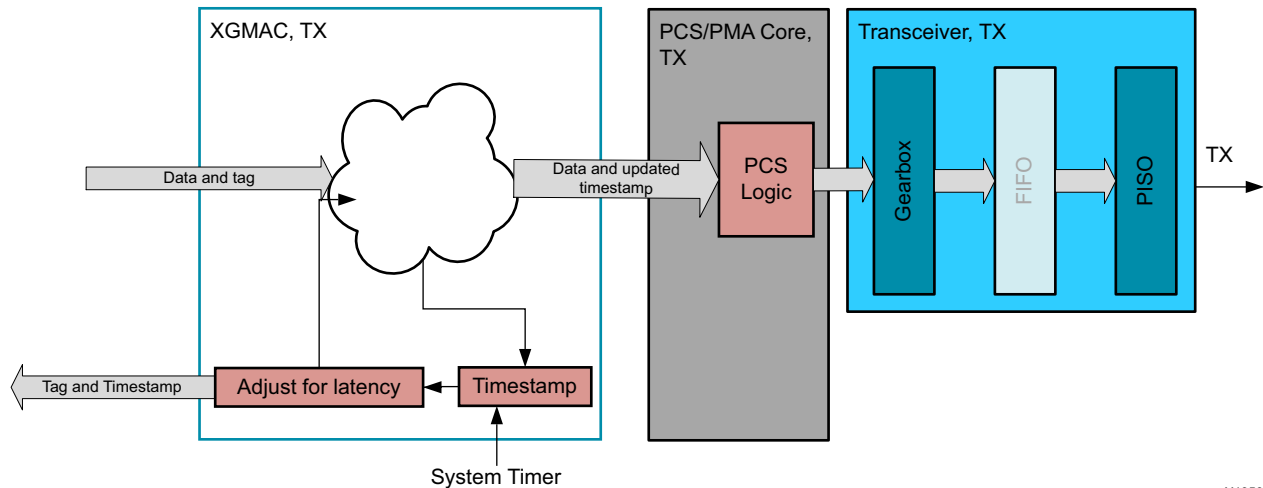 XGMAC, TX
PCS/PMA Core,
TX
Transceiver, TX
Data and tag
Data and updated
timestamp
PCS
Logic
Gearbox
FIFO
PISO
TX
Tag and Timestamp
Adjust for latency
Timestamp
System Timer